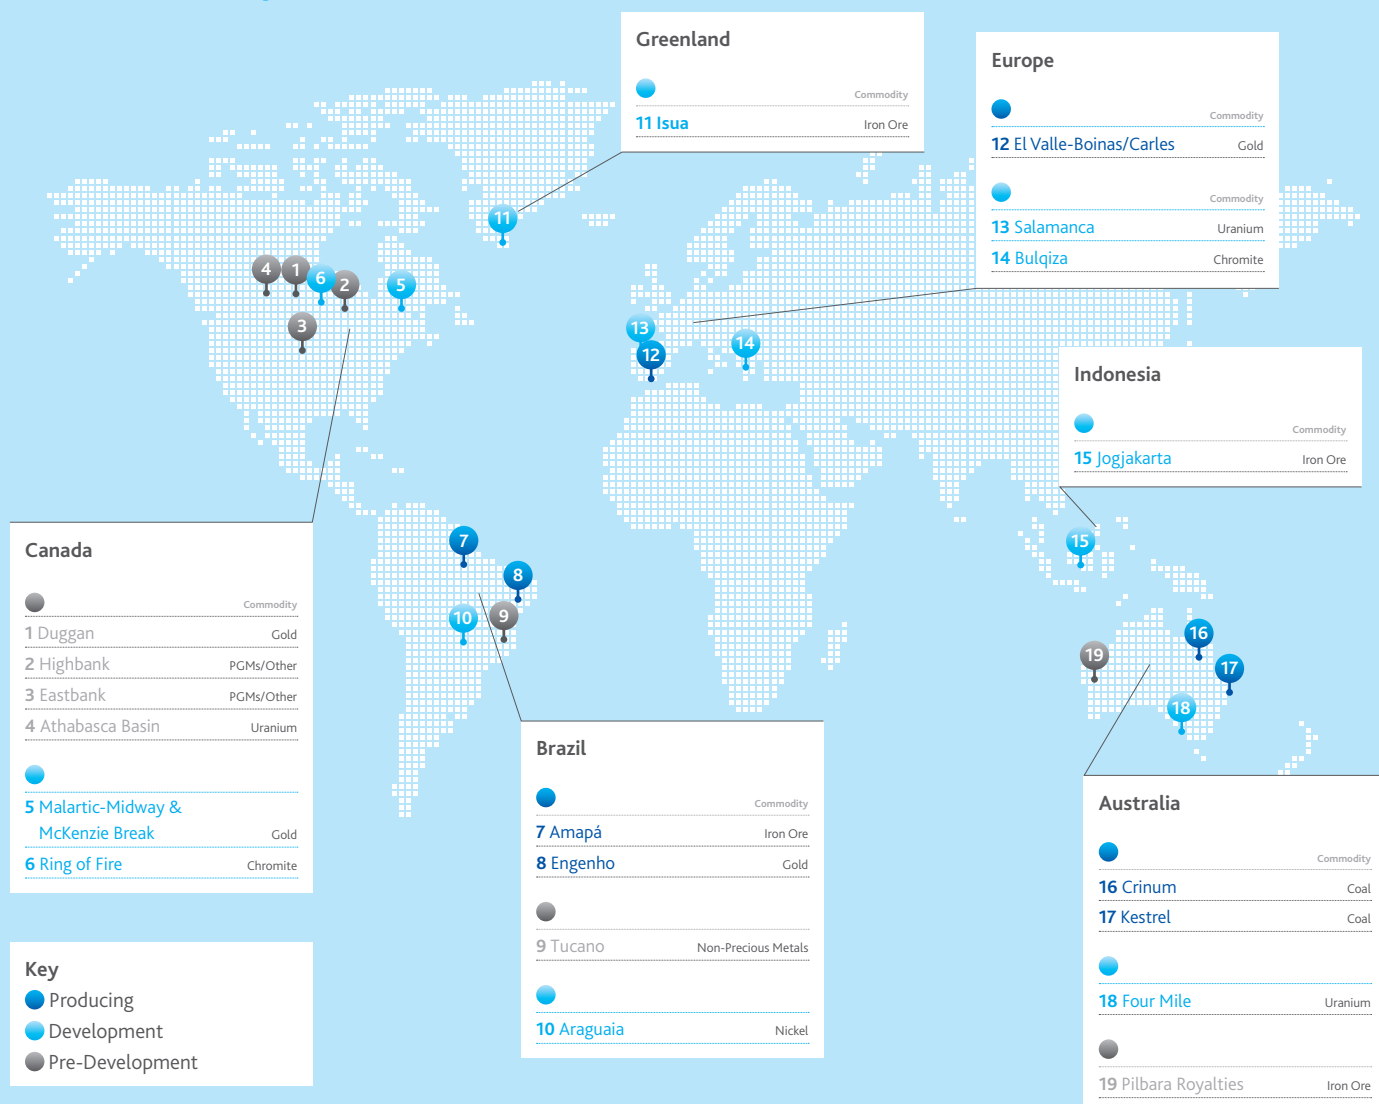 Greenland
Commodity
11 Isua Iron Ore
Europe
Commodity
12 El Valle-Boinas/Carles Gold
Commodity
13 Salamanca Uranium
14 Bulqiza Chromite
11
4
1
6
2
5
3
13
12
14
Indonesia
Commodity
15 Jogjakarta Iron Ore
7
8
10
9
15
16
19
17
18
Canada
Commodity
1 Duggan Gold
2 Highbank PGMs/Other
3 Eastbank PGMs/Other
4 Athabasca Basin Uranium
5 Malartic-Midway &
McKenzie Break Gold
6 Ring of Fire Chromite
Brazil
Commodity
7 Amapá Iron Ore
8 Engenho Gold
9 Tucano Non-Precious Metals
10 Araguaia Nickel
Australia
Commodity
16 Crinum Coal
17 Kestrel Coal
18 Four Mile Uranium
19 Pilbara Royalties Iron Ore
Key
Producing
Development
Pre-Development